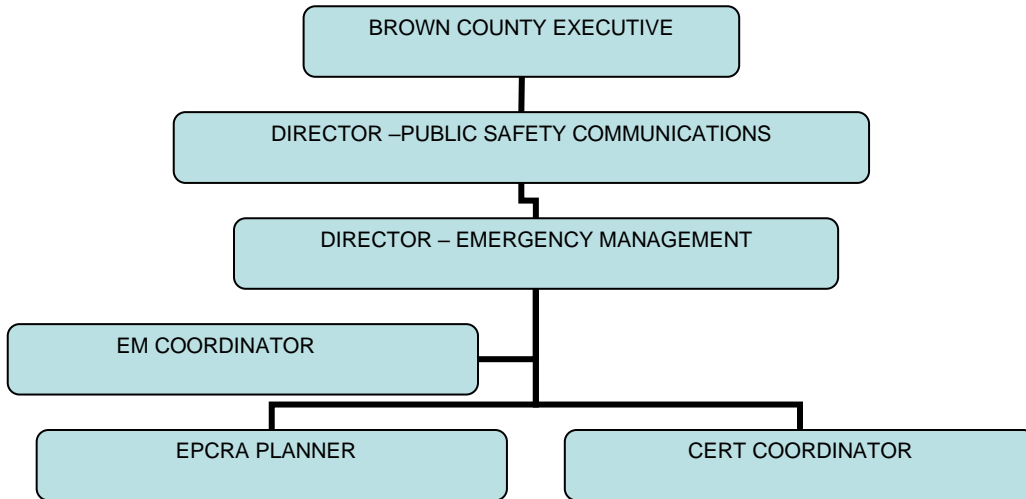 BROWN COUNTY EXECUTIVE
DIRECTOR –PUBLIC SAFETY COMMUNICATIONS
DIRECTOR – EMERGENCY MANAGEMENT
EM COORDINATOR
EPCRA PLANNER
CERT COORDINATOR